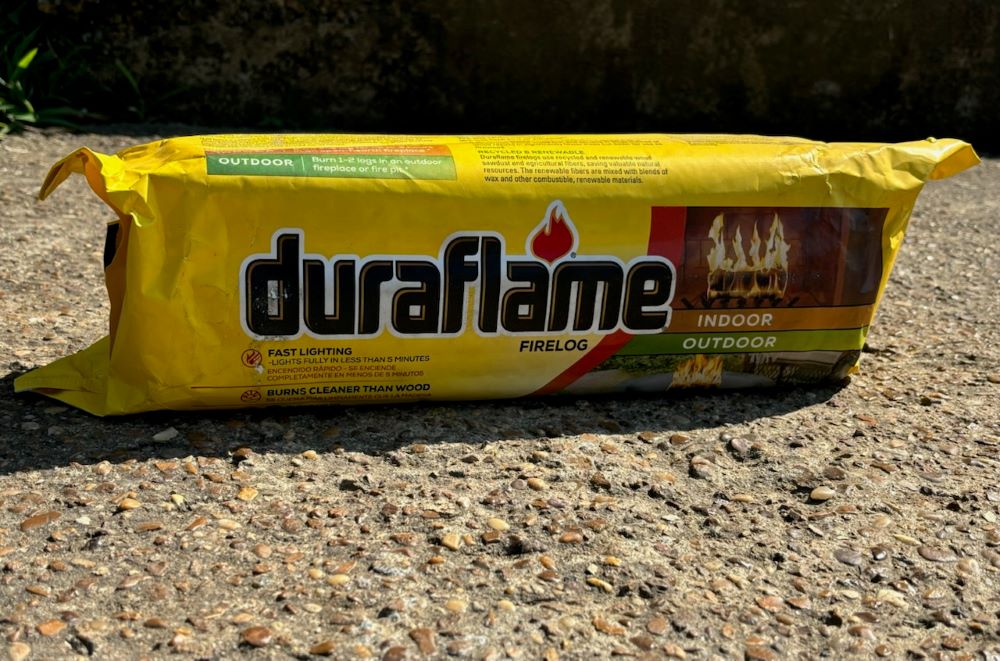 OUTDOOR
Burn 1-2 logs in an outdoor
fireplace or fire pit.*
RECYCLED & RENEWABLE
Duraflame firelogs use recycled and renewable wood
sawdust and agricultural fibers, saving valuable natural
resources. The renewable fibers are mixed with blends of
wax and other combustible, renewable materials.
duraflame
FIRELOG
INDOOR
OUTDOOR
FAST LIGHTING
-LIGHTS FULLY IN LESS THAN 5 MINUTES
ENCENDIDO RÁPIDO - SE ENCIENDE
COMPLETAMENTE EN MENOS DE 5 MINUTOS
BURNS CLEANER THAN WOOD